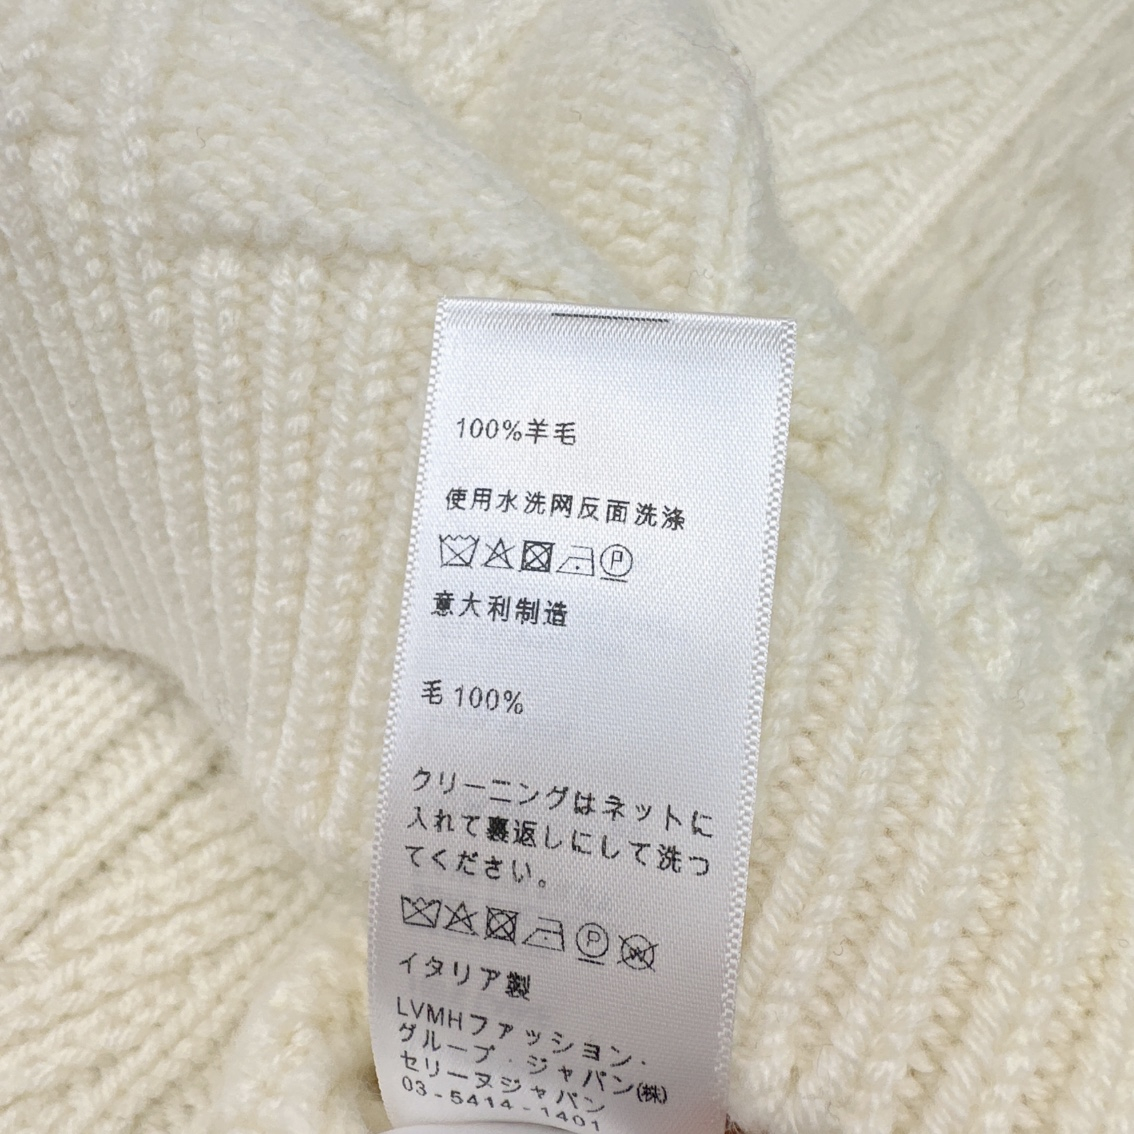 100%羊毛
使用水洗网反面洗涤
P
意大利制造
毛 100%
クリーニングはネットに
入れて裏返しにして洗っ
てください。
P W
イタリア製
LVMHファッション・
グループ・ジャパン(株)
セリーヌジャパン
03-5414-1401